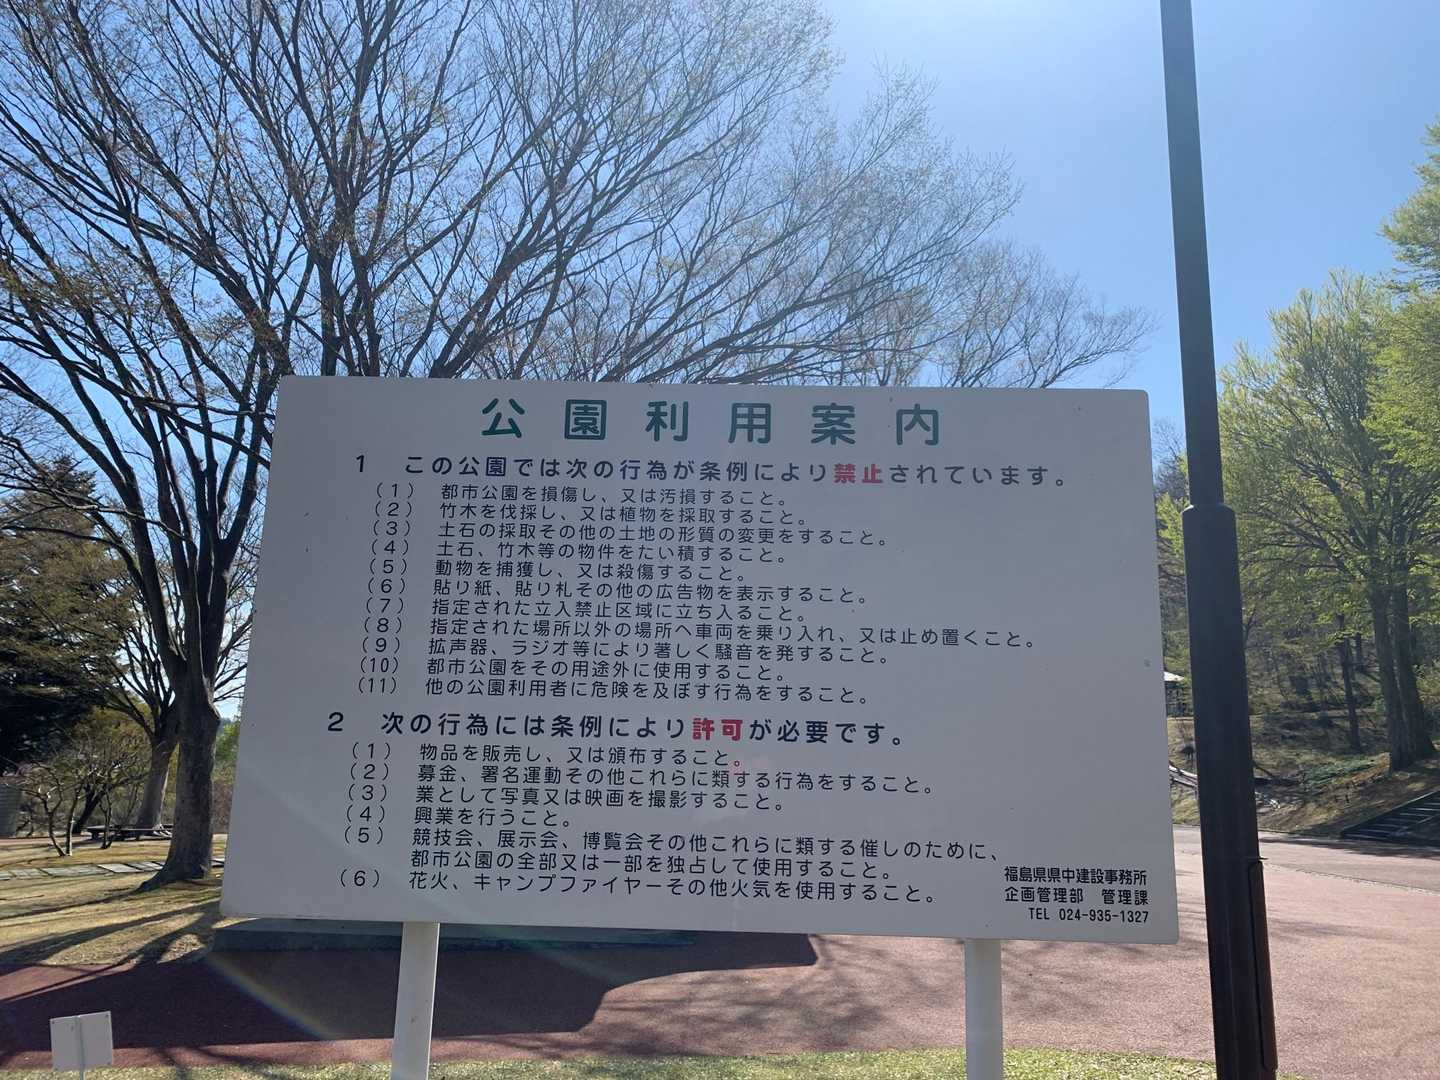 公園利用案内
1 この公園では次の行為が条例により禁止されています。
(1) 都市公園を損傷し、又は汚損すること。
(2) 竹木を伐採し、又は植物を採取すること。
(3) 土石の採取その他の土地の形質の変更をすること。
(4) 土石、竹木等の物件をたい積すること。
(5) 動物を捕獲し、又は殺傷すること。
(6) 貼り紙、貼り札その他の広告物を表示すること。
(7) 指定された立入禁止区域に立ち入ること。
(8) 指定された場所以外の場所へ車両を乗り入れ、又は止め置くこと。
(9) 拡声器、ラジオ等により著しく騒音を発すること。
(10) 都市公園をその用途外に使用すること。
(11) 他の公園利用者に危険を及ぼす行為をすること。
2 次の行為には条例により許可が必要です。
(1) 物品を販売し、又は頒布すること。
(2) 募金、署名運動その他これらに類する行為をすること。
(3) 業として写真又は映画を撮影すること。
(4) 興業を行うこと。
(5) 競技会、展示会、博覧会その他これらに類する催しのために、
都市公園の全部又は一部を独占して使用すること。
(6) 花火、キャンプファイヤーその他火気を使用すること。
福島県県中建設事務所
企画管理部 管理課
TEL 024-935-1327